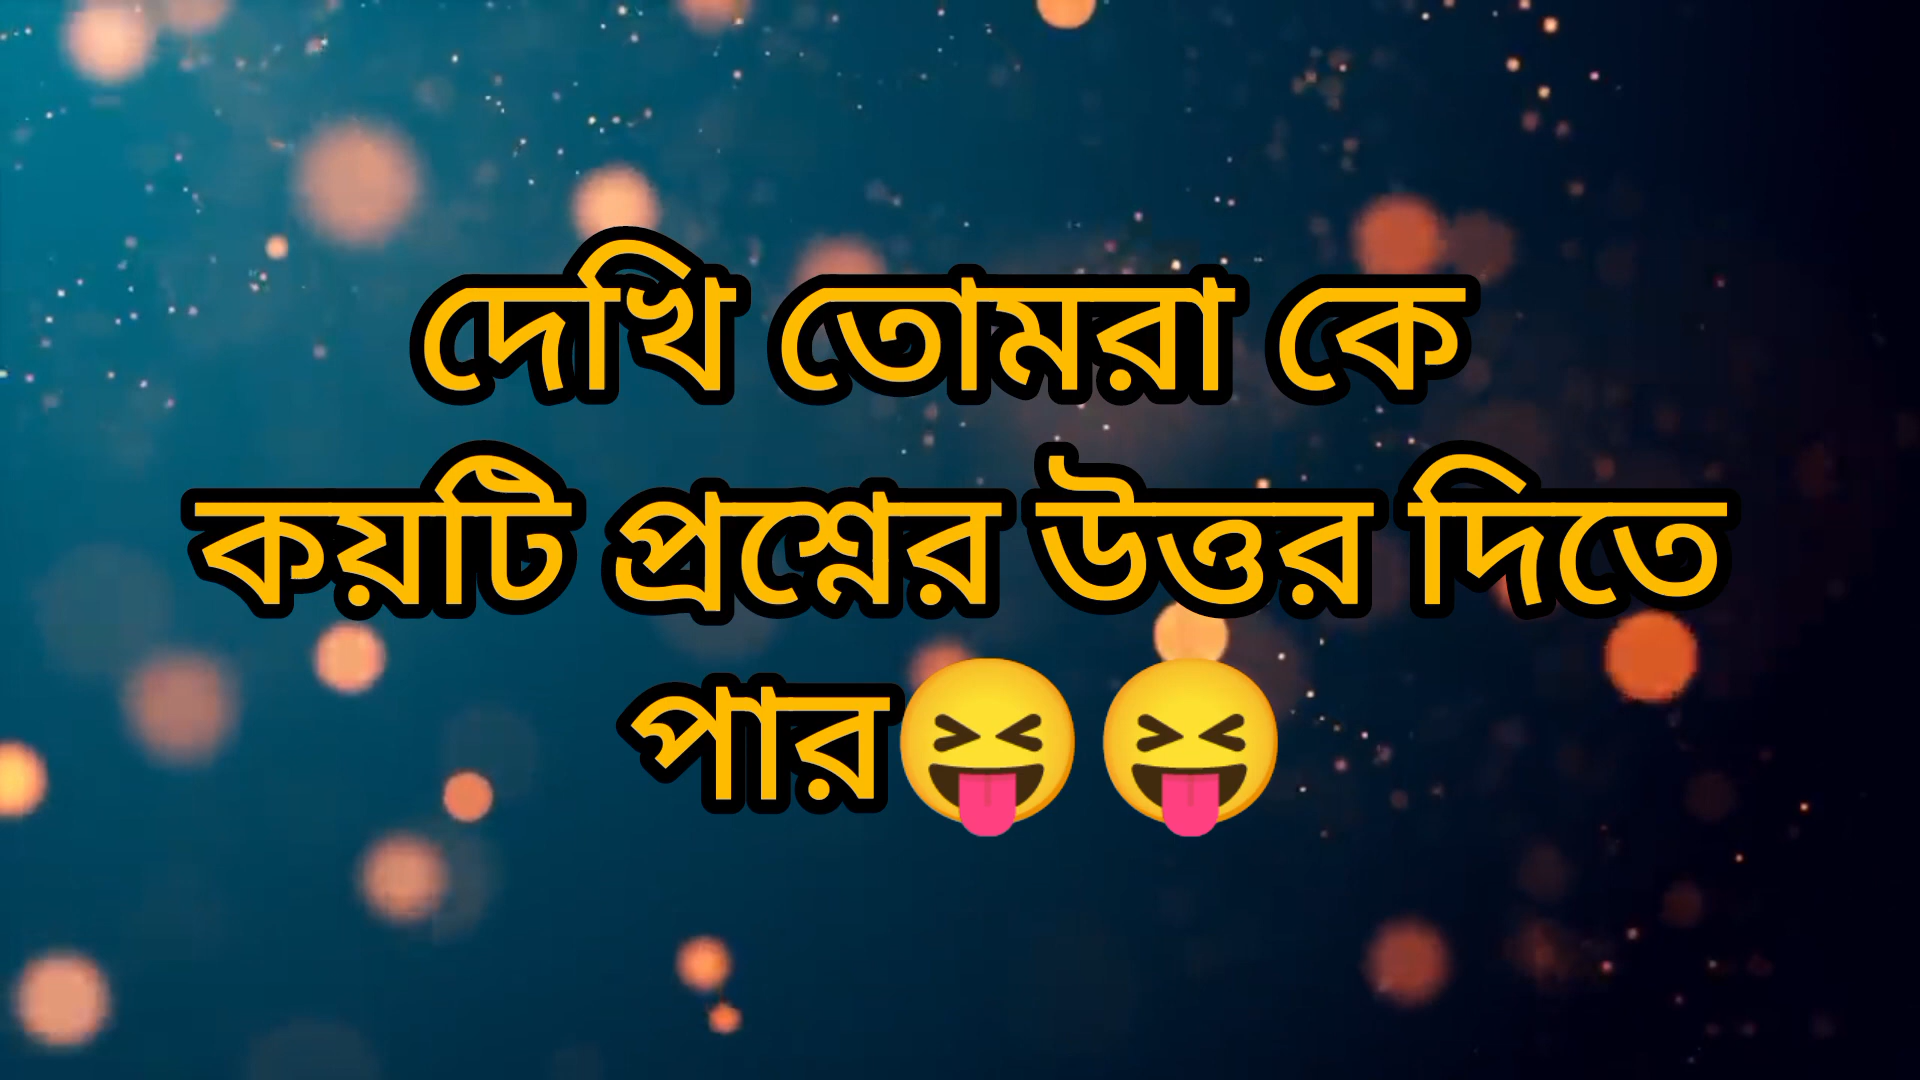 দেখি তোমরা কে
কয়টি প্রশ্নের উত্তর দিতে
পার😝😝